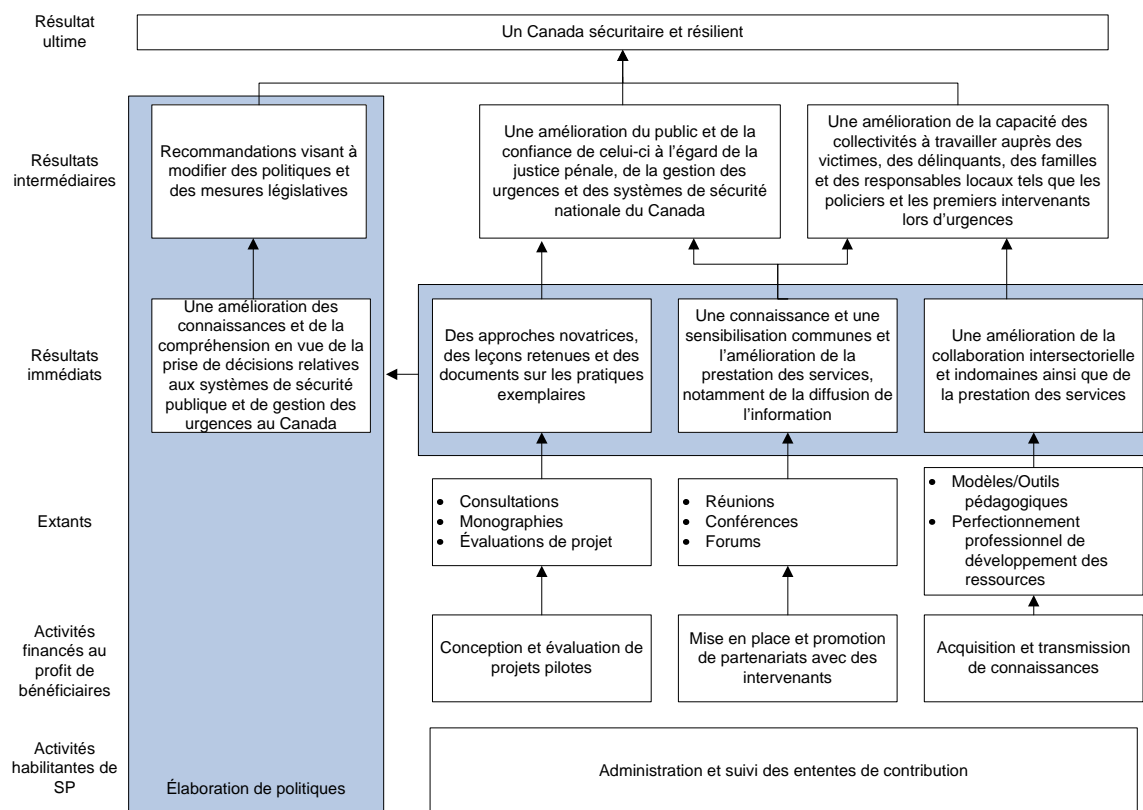 Résultat
ultime
Un Canada sécuritaire et résilient
Résultats
intermédiaires
Recommandations visant à
modifier des politiques et
des mesures législatives
Une amélioration du public et de la
confiance de celui-ci à l'égard de la
justice pénale, de la gestion des
urgences et des systèmes de sécurité
nationale du Canada
Une amélioration de la capacité des
collectivités à travailler auprès des
victimes, des délinquants, des familles
et des responsables locaux tels que les
policiers et les premiers intervenants
lors d'urgences
Résultats
immédiats
Une amélioration des
connaissances et de la
compréhension en vue de la
prise de décisions relatives
aux systèmes de sécurité
publique et de gestion des
urgences au Canada
Des approches novatrices,
des leçons retenues et des
documents sur les pratiques
exemplaires
Une connaissance et une
sensibilisation communes et
l'amélioration de la
prestation des services,
notamment de la diffusion de
l'information
Une amélioration de la
collaboration intersectorielle
et indomaines ainsi que de
la prestation des services
Extants
• Consultations
• Monographies
• Évaluations de projet
• Réunions
• Conférences
• Forums
• Modèles/Outils
pédagogiques
• Perfectionnement
professionnel de
développement des
ressources
Activités
financés au
profit de
bénéficiaires
Conception et évaluation de
projets pilotes
Mise en place et promotion
de partenariats avec des
intervenants
Acquisition et transmission
de connaissances
Activités
habilitantes de
SP
Élaboration de politiques
Administration et suivi des ententes de contribution